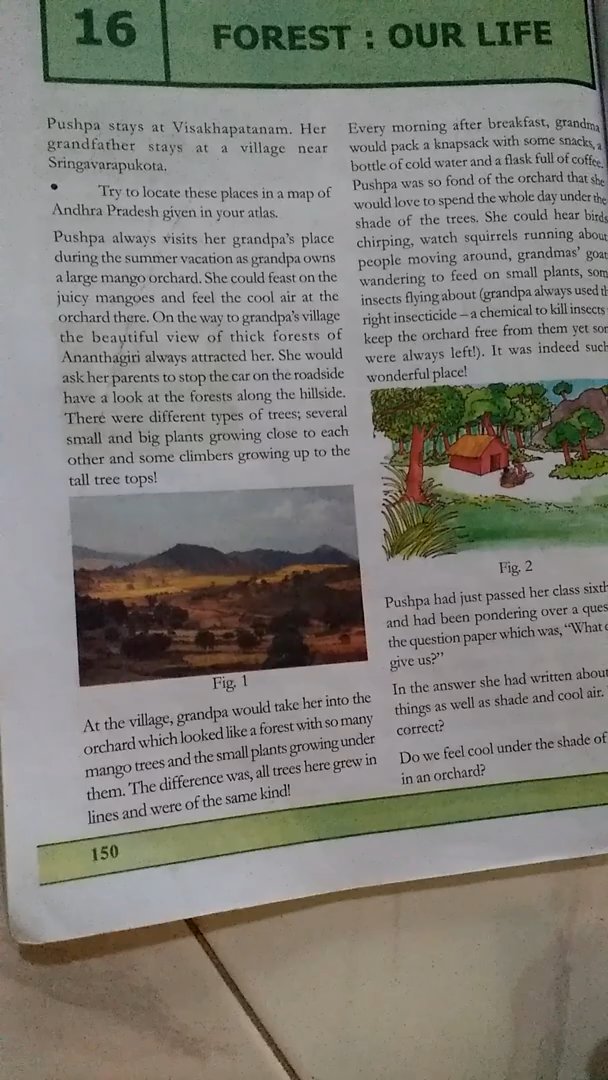 16
FOREST : OUR LIFE
Pushpa stays at Visakhapatanam. Her
grandfather stays at a village near
Sringavarapukota.
• Try to locate these places in a map of
Andhra Pradesh given in your atlas.
Pushpa always visits her grandpa's place
during the summer vacation as grandpa owns
a large mango orchard. She could feast on the
juicy mangoes and feel the cool air at the
orchard there. On the way to grandpa's village
the beautiful view of thick forests of
Ananthagiri always attracted her. She would
ask her parents to stop the car on the roadside
have a look at the forests along the hillside.
There were different types of trees; several
small and big plants growing close to each
other and some climbers growing up to the
tall tree tops!
Fig. 1
At the village, grandpa would take her into the
orchard which looked like a forest with so many
mango trees and the small plants growing under
them. The difference was, all trees here grew in
lines and were of the same kind!
Every morning after breakfast, grandma
would pack a knapsack with some snacks, a
bottle of cold water and a flask full of coffee.
Pushpa was so fond of the orchard that she
would love to spend the whole day under the
shade of the trees. She could hear birds
chirping, watch squirrels running about
people moving around, grandmas' goat
wandering to feed on small plants, som
insects flying about (grandpa always used th
right insecticide – a chemical to kill insects
keep the orchard free from them yet som
were always left!). It was indeed such
wonderful place!
Fig. 2
Pushpa had just passed her class sixth
and had been pondering over a ques
the question paper which was, "What
give us?"
In the answer she had written about
things as well as shade and cool air.
correct?
Do we feel cool under the shade of
in an orchard?
150